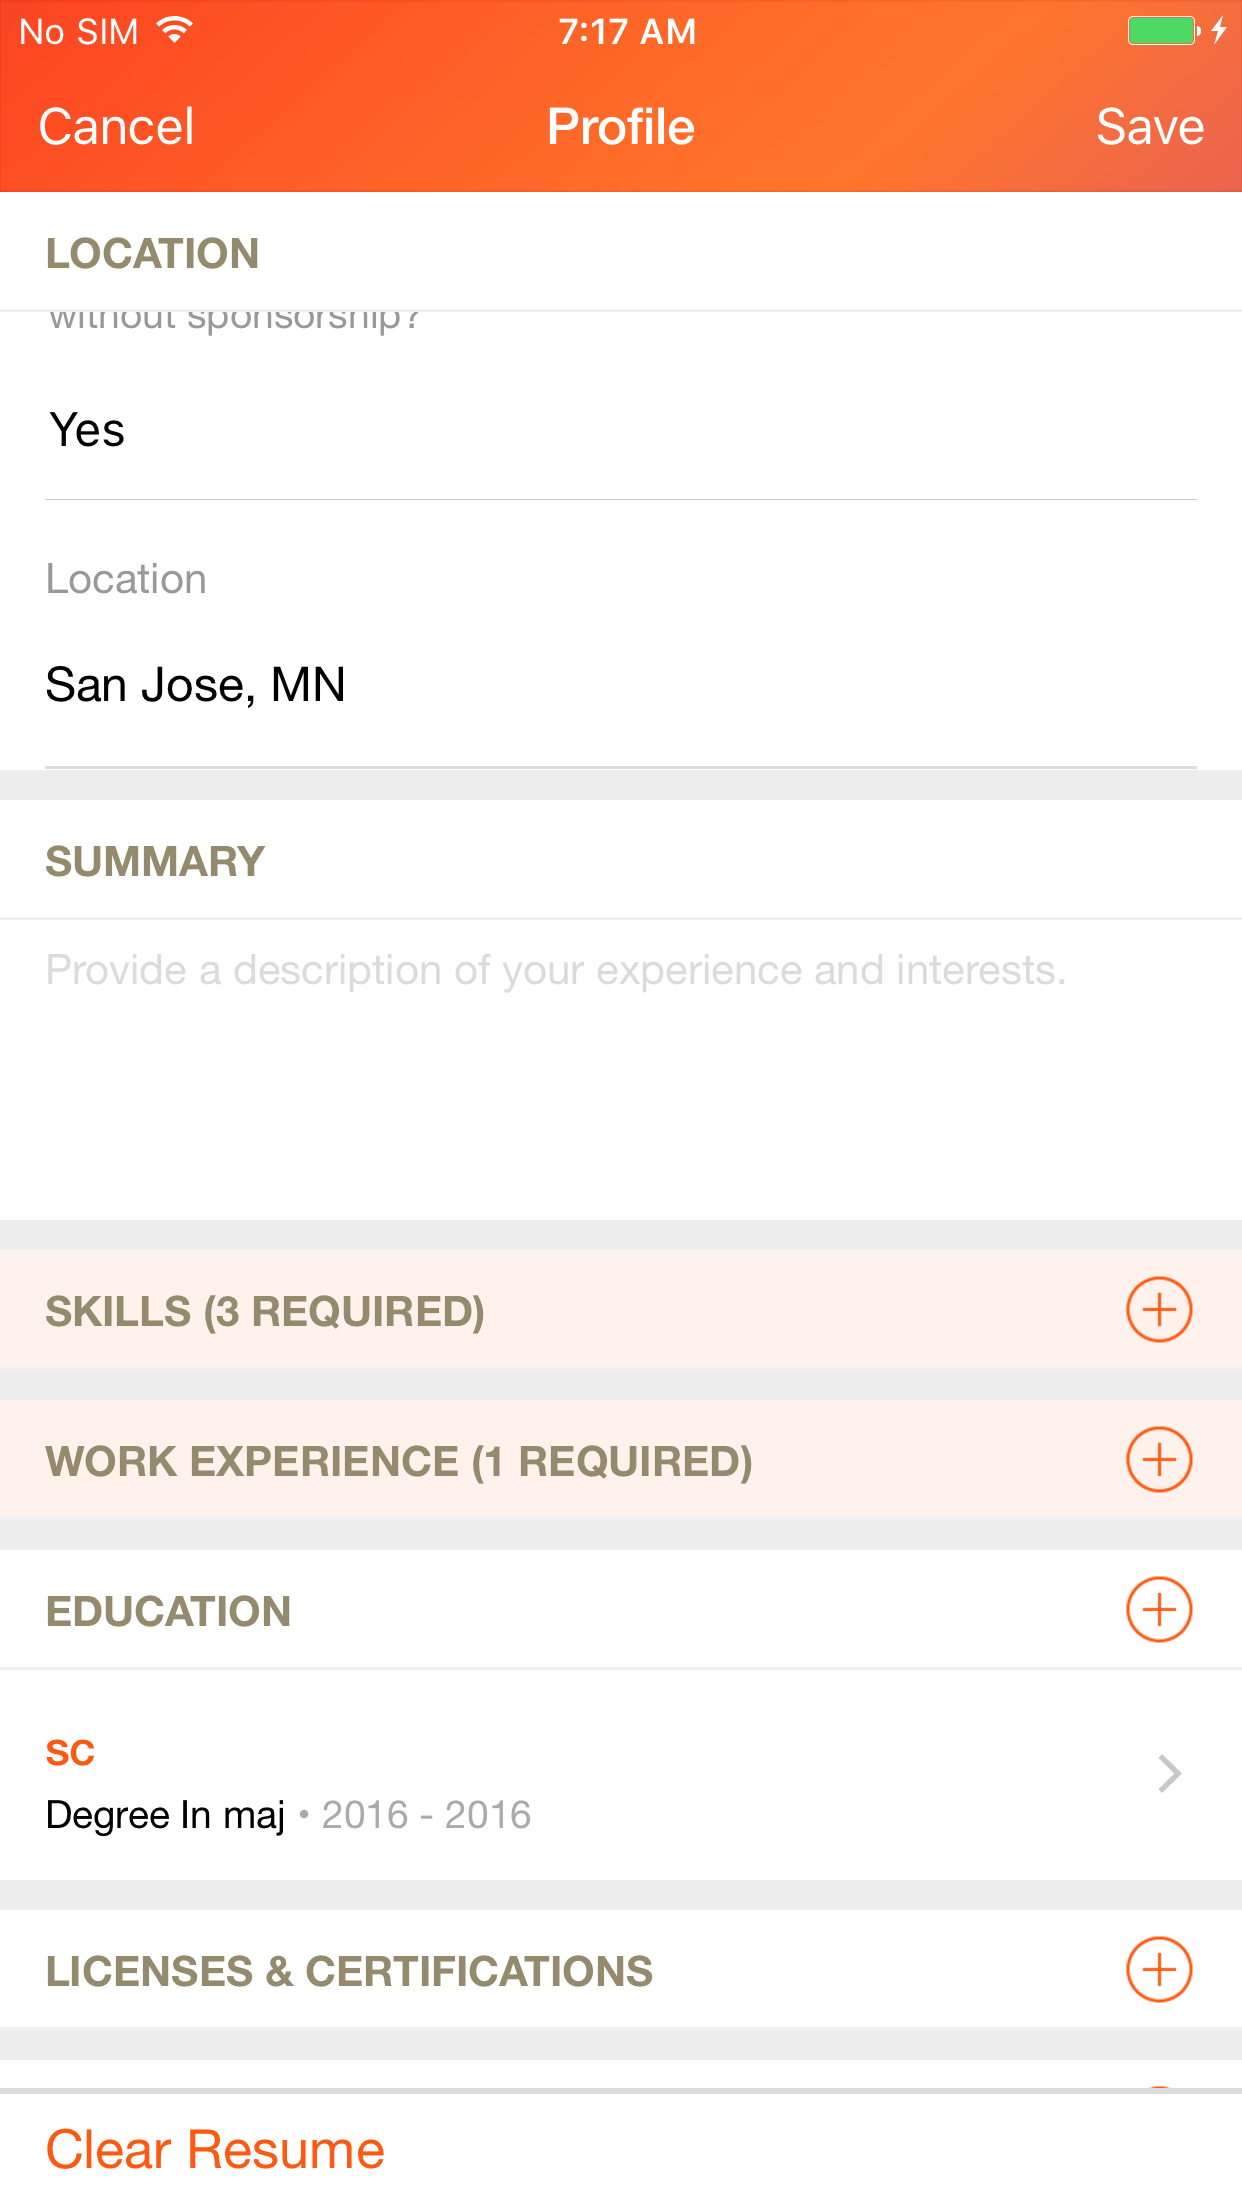 No SIM
7:17 AM
Cancel
Profile
Save
LOCATION
without sponsorship?
Yes
Location
San Jose, MN
SUMMARY
Provide a description of your experience and interests.
SKILLS (3 REQUIRED)
WORK EXPERIENCE (1 REQUIRED)
EDUCATION
SC
Degree In maj • 2016 - 2016
LICENSES & CERTIFICATIONS
Clear Resume